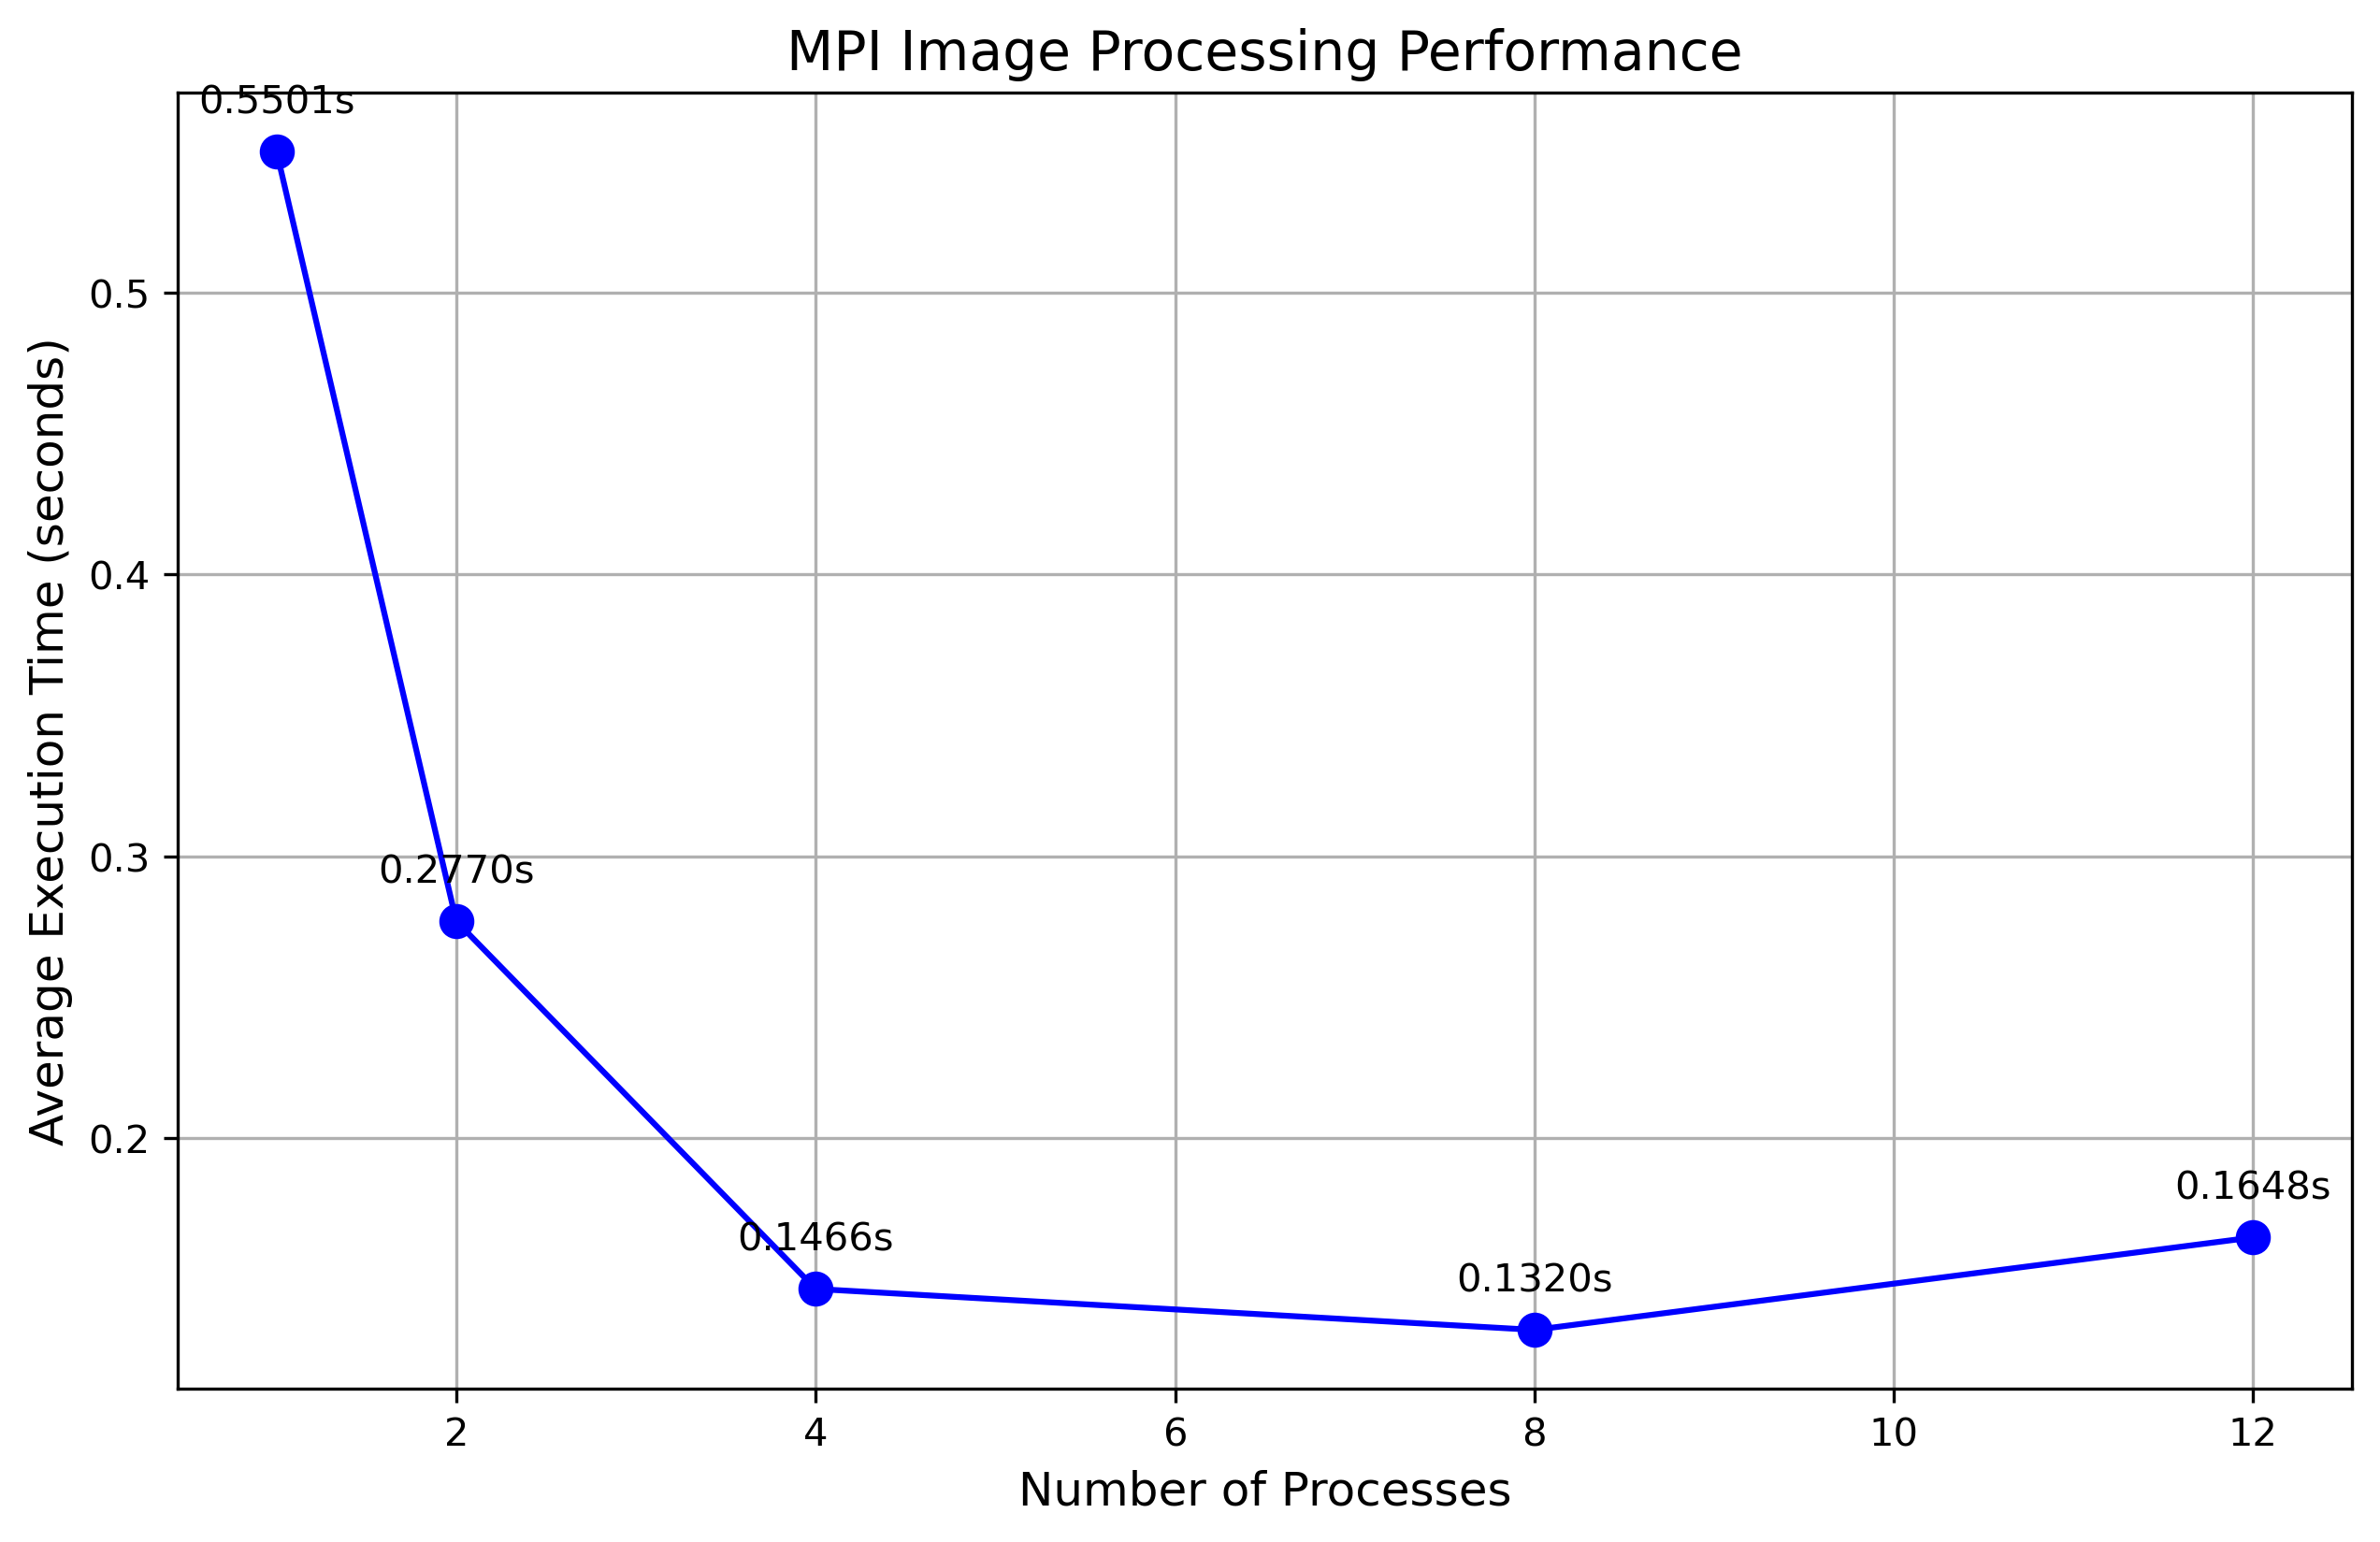 MPI Image Processing Performance
0.5501s
0.5
0.4
Average Execution Time (seconds)
0.3
0.2770s
0.2
0.1648s
0.1466s
0.1320s
2 4 6 8 10 12
Number of Processes